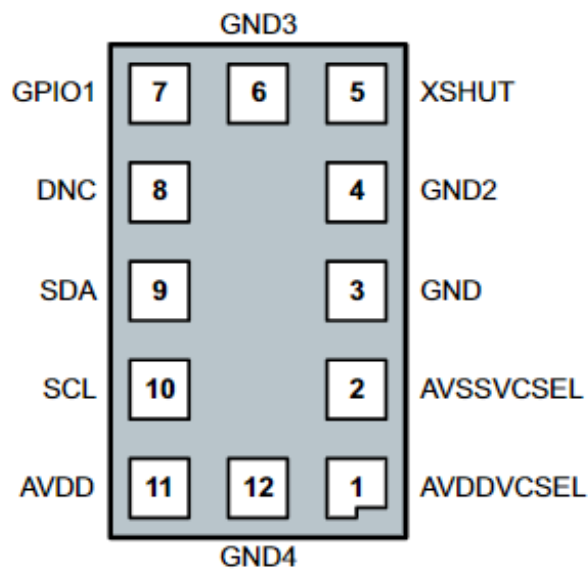 GND3
GPIO1 7 6 5 XSHUT
DNC 8 4 GND2
SDA 9 3 GND
SCL 10 2 AVSSVCSEL
AVDD 11 12 1 AVDDVCSEL
GND4